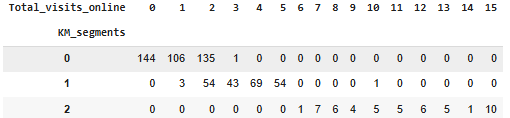 Total_visits_online 0 1 2 3 4 5 6 7 8 9 10 11 12 13 14 15
KM_segments
0 144 106 135 1 0 0 0 0 0 0 0 0 0 0 0 0
1 0 3 54 43 69 54 0 0 0 0 1 0 0 0 0 0
2 0 0 0 0 0 0 1 7 6 4 5 5 6 5 1 10